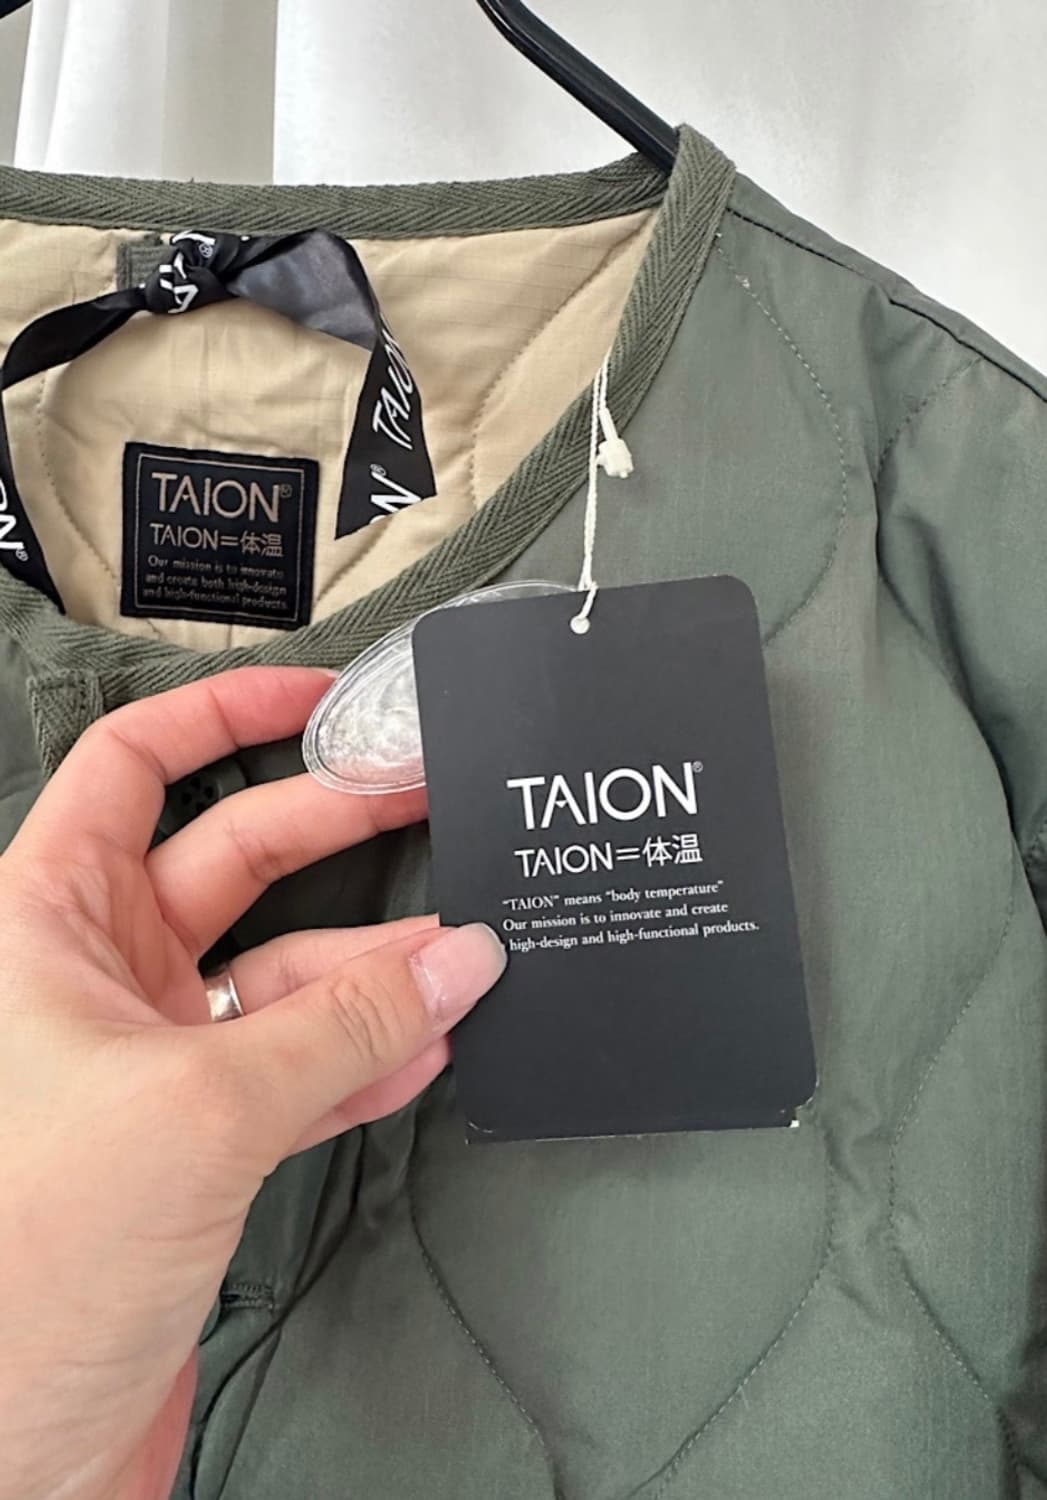 TAION®
TAION
ON®
ON®
TAION®
TAION=体温
Our mission is to innovate
and create both high-design
and high-functional products.
TAION®
TAION=体温
"TAION" means "body temperature"
Our mission is to innovate and create
high-design and high-functional products.